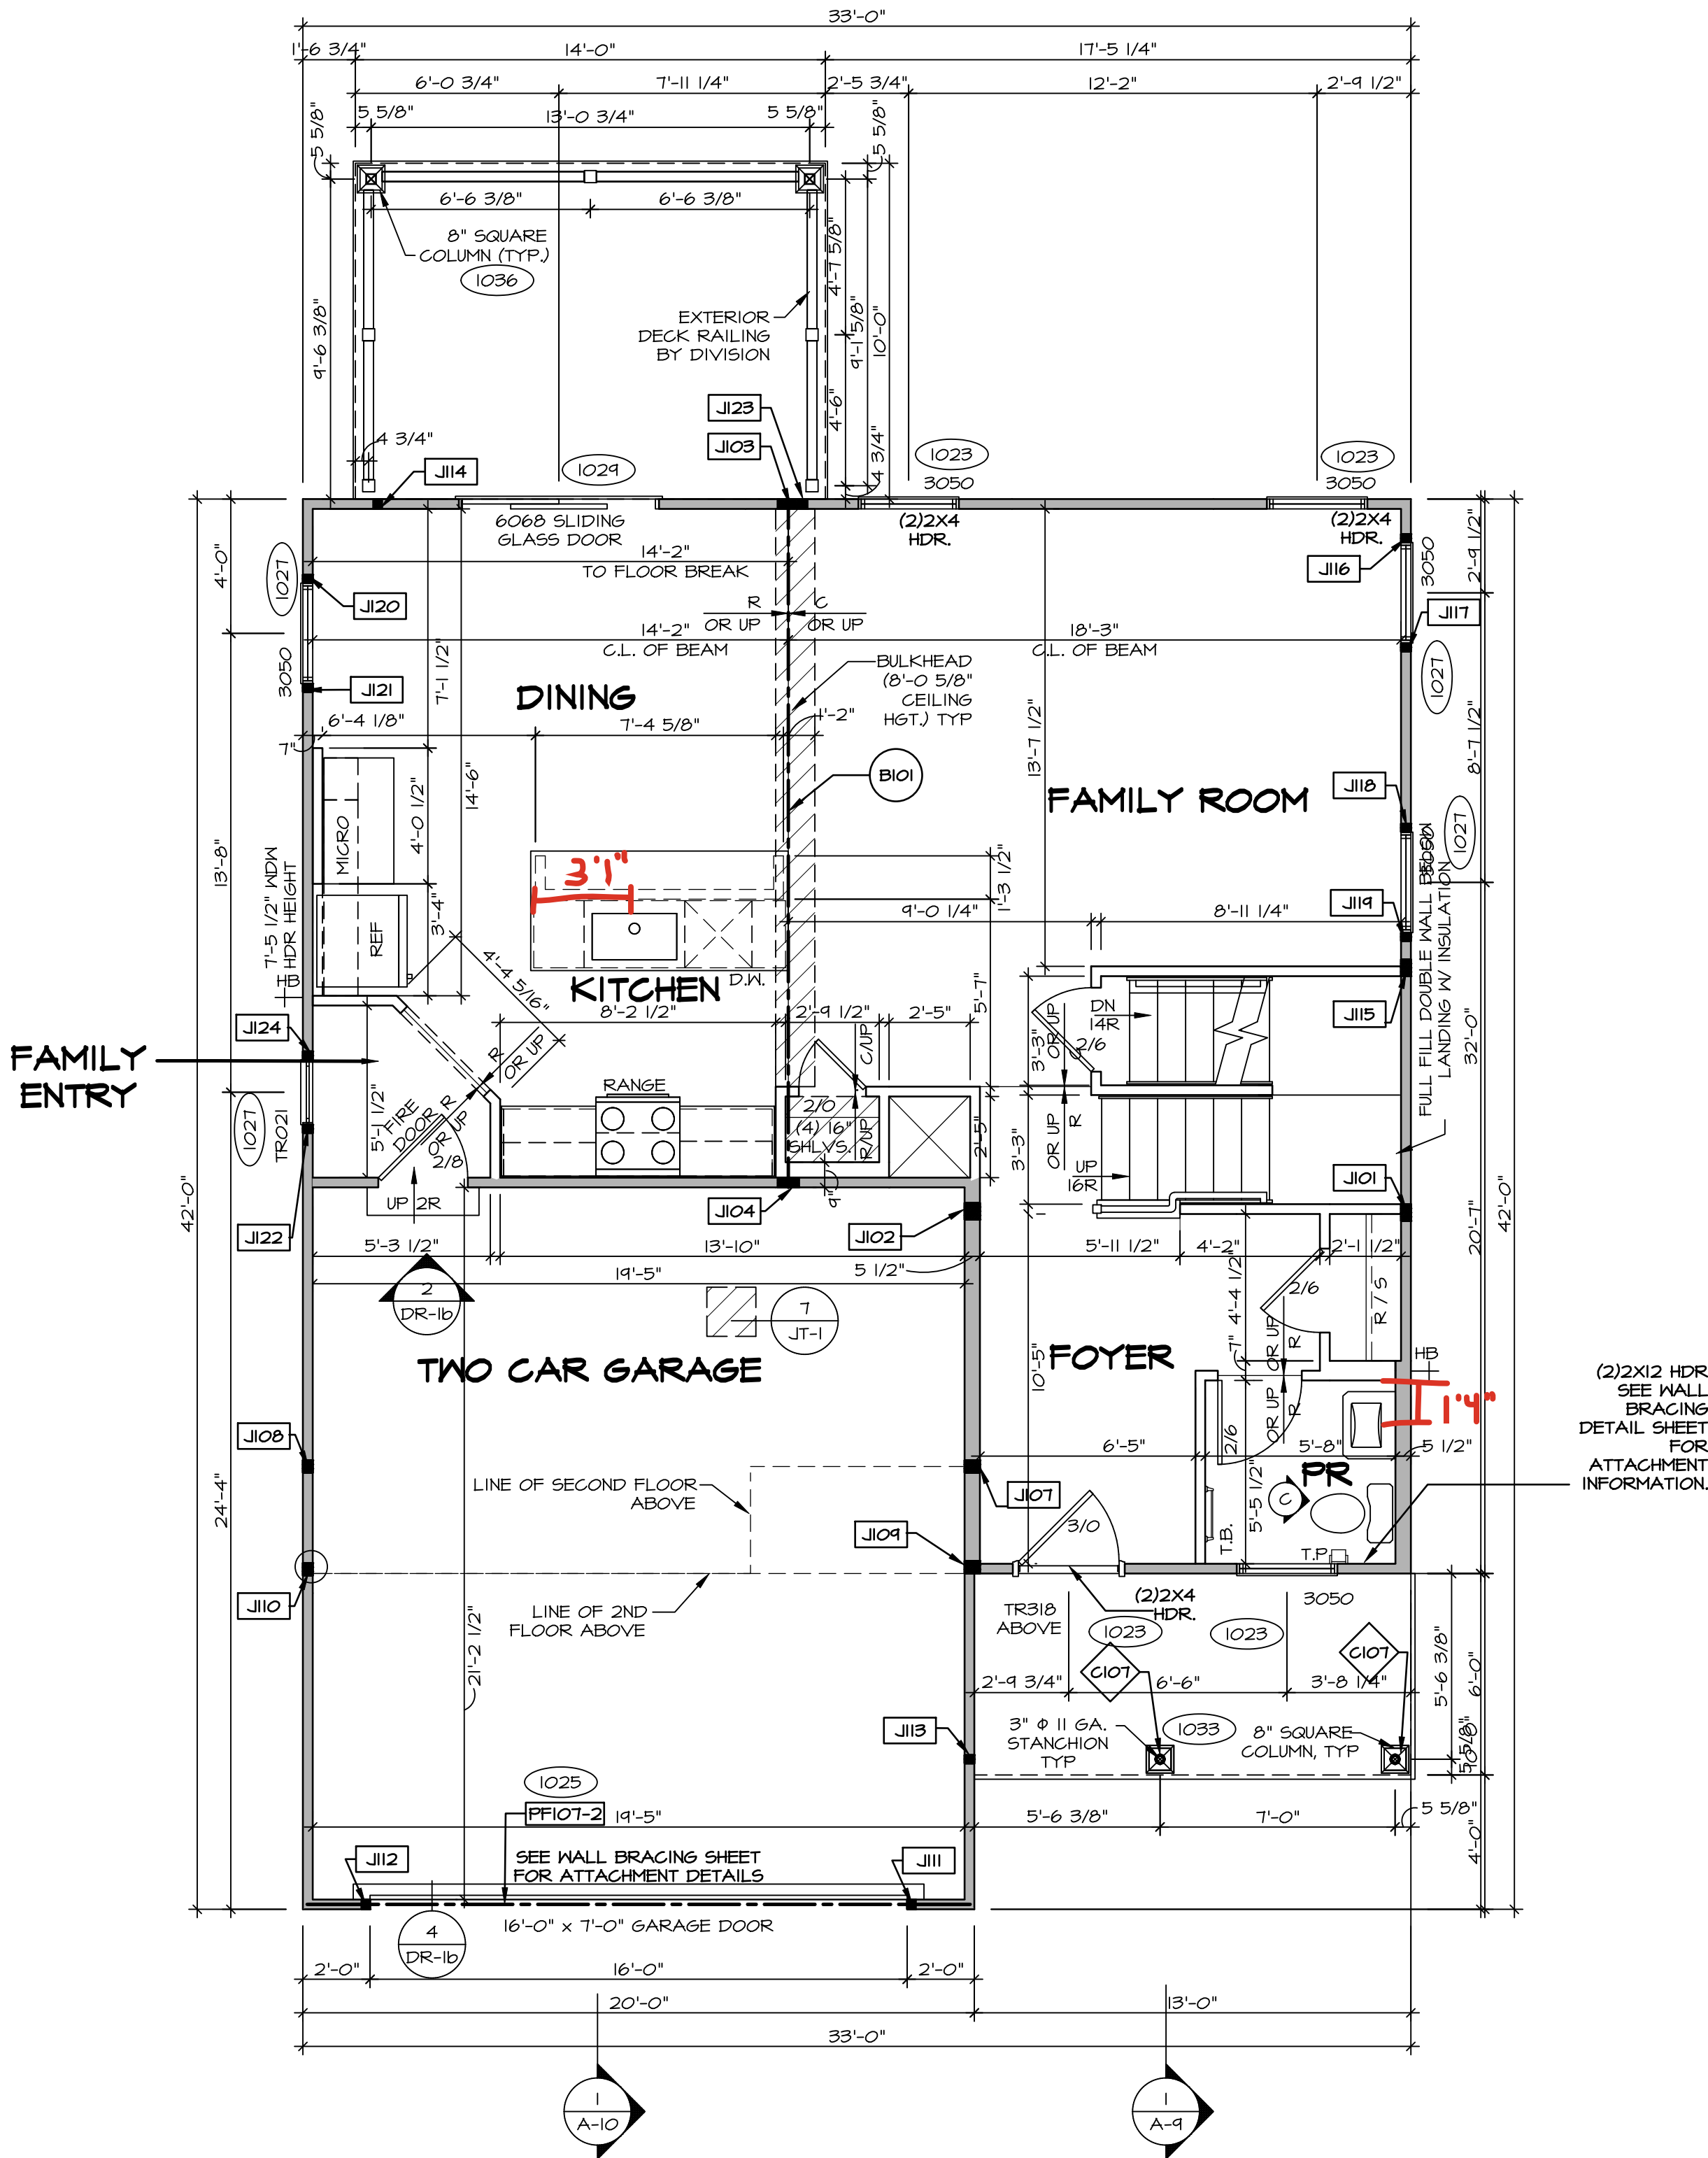 33'-0"
1'-6 3/4" 14'-0" 17'-5 1/4"
6'-0 3/4" 7'-11 1/4" 2'-5 3/4" 12'-2" 2'-9 1/2"
5 5/8" 13'-0 3/4" 5 5/8"
5 5/8"
5 5/8"
6'-6 3/8" 6'-6 3/8"
8" SQUARE
COLUMN (TYP.)
1036
EXTERIOR
DECK RAILING
BY DIVISION
9'-6 3/8"
4'-7 5/8"
9'-1 5/8"
10'-0"
4'-6"
4 3/4"
4 3/4"
J123
J103
J114
1029
1023
3050
1023
3050
6068 SLIDING
GLASS DOOR
(2)2X4
HDR.
(2)2X4
HDR.
14'-2"
TO FLOOR BREAK
J116
3050
2'-9 1/2"
J117
4'-0"
1027
J120
R C
OR UP OR UP
14'-2"
C.L. OF BEAM
18'-3"
C.L. OF BEAM
3050
J121
7'-1 1/2"
BULKHEAD
(8'-0 5/8"
CEILING
HGT.) TYP
1027
DINING
6'-4 1/8"
7'-4 5/8"
1'-2"
7"
13'-7 1/2"
8'-7 1/2"
B101
J118
14'-6"
FAMILY ROOM
1027
3050
4'-0 1/2"
MICRO
13'-8"
7'-5 1/2" WDW
HDR HEIGHT
3'1"
1'-3 1/2"
FULL FILL DOUBLE WALL BELOW
LANDING W/ INSULATION
J119
3'-4"
REF
9'-0 1/4" 8'-11 1/4"
4'-4 5/16"
D.W.
KITCHEN
HB
8'-2 1/2" 2'-9 1/2" 2'-5"
5'-7"
DN
14R
OR UP
C
2/6
3'-3"
J115
32'-0"
J124
FAMILY
ENTRY
R
OR UP
C/UP
RANGE
2/0
(4) 16"
SHLVS.
R/UP
2'-5"
5'-11 1/2"
FIRE
DOOR
R
OR UP
2/8
1027
TR021
3'-3"
OR UP
R
UP
16R
J101
UP 2R
9"
J104
J102
J122
42'-0"
20'-7"
42'-0"
5'-3 1/2" 13'-10" 5'-11 1/2" 4'-2" 2'-1 1/2"
5 1/2"
19'-5"
2
DR-1b
7
JT-1
4'-4 1/2"
2/6
R / S
TWO CAR GARAGE
FOYER
10'-5"
7"
OR UP
R
OR UP
R
HB
1'4"
(2)2X12 HDR
SEE WALL
BRACING
DETAIL SHEET
FOR
ATTACHMENT
INFORMATION.
J108
6'-5" 2/6 5'-8" 5 1/2"
PR
C
5'-5 1/2"
T.B.
T.P
LINE OF SECOND FLOOR
ABOVE
J107
24'-4"
J109
3/0
J110
LINE OF 2ND
FLOOR ABOVE
21'-2 1/2"
TR318
ABOVE
(2)2X4
HDR.
3050
1023
1023
C107
C107
2'-9 3/4" 6'-6" 3'-8 1/4"
5'-6 3/8"
6'-0"
J113
3" Φ 11 GA.
STANCHION
TYP
1033
8" SQUARE
COLUMN, TYP
5 5/8"
1025
PF107-2
19'-5"
5'-6 3/8" 7'-0" 5 5/8"
4'-0"
J112
SEE WALL BRACING SHEET
FOR ATTACHMENT DETAILS
J111
16'-0" x 7'-0" GARAGE DOOR
4
DR-1b
2'-0" 16'-0" 2'-0"
20'-0" 13'-0"
33'-0"
1
A-10
1
A-9